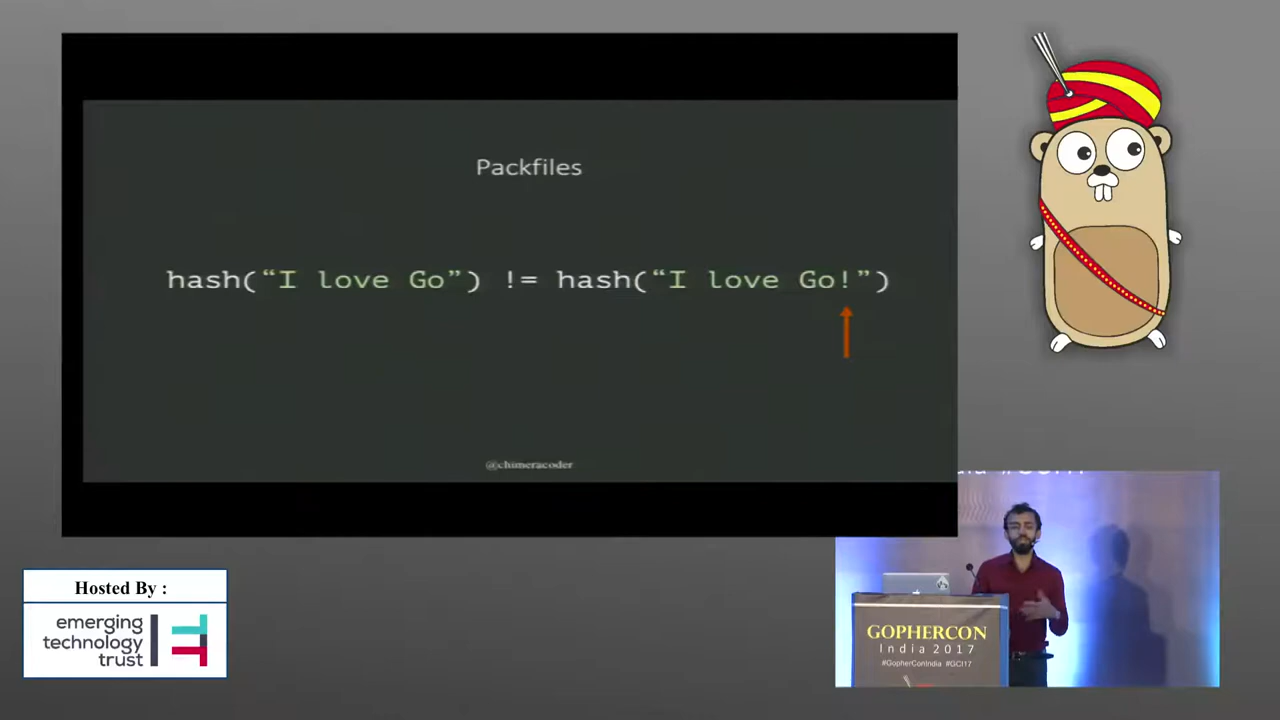 Packfiles
hash(“I love Go”) != hash(“I love Go!”)
@chimeracoder
Hosted By :
emerging
technology
trust
GOPHERCON
India 2017
#GopherConIndia #GCI17